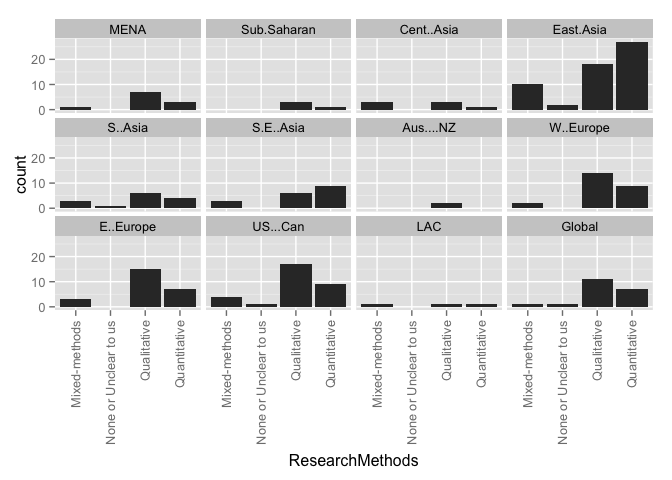 MENA Sub.Saharan Cent..Asia East.Asia
20
10
0
S..Asia S.E..Asia Aus....NZ W..Europe
count
20
10
0
E..Europe US...Can LAC Global
20
10
0
Mixed-methods
None or Unclear to us
Qualitative
Quantitative
Mixed-methods
None or Unclear to us
Qualitative
Quantitative
Mixed-methods
None or Unclear to us
Qualitative
Quantitative
Mixed-methods
None or Unclear to us
Qualitative
Quantitative
ResearchMethods